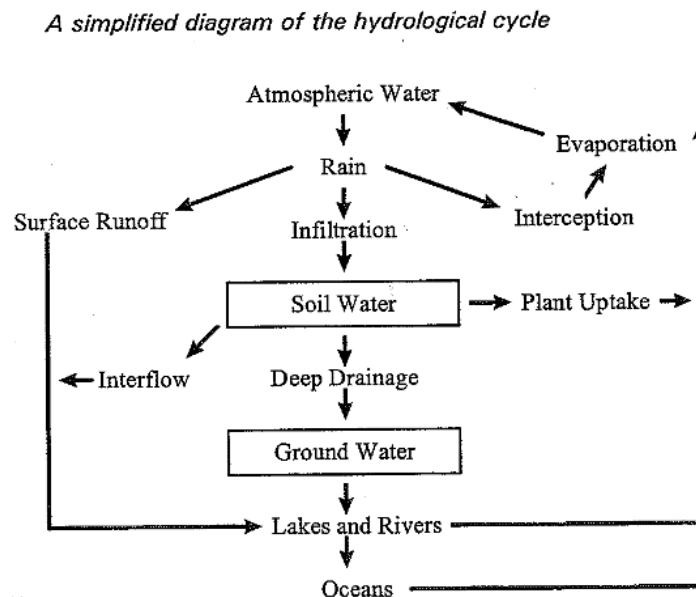 A simplified diagram of the hydrological cycle
Atmospheric Water
Evaporation
Rain
Surface Runoff
Infiltration
Interception
Soil Water
Plant Uptake
Interflow
Deep Drainage
Ground Water
Lakes and Rivers
Oceans